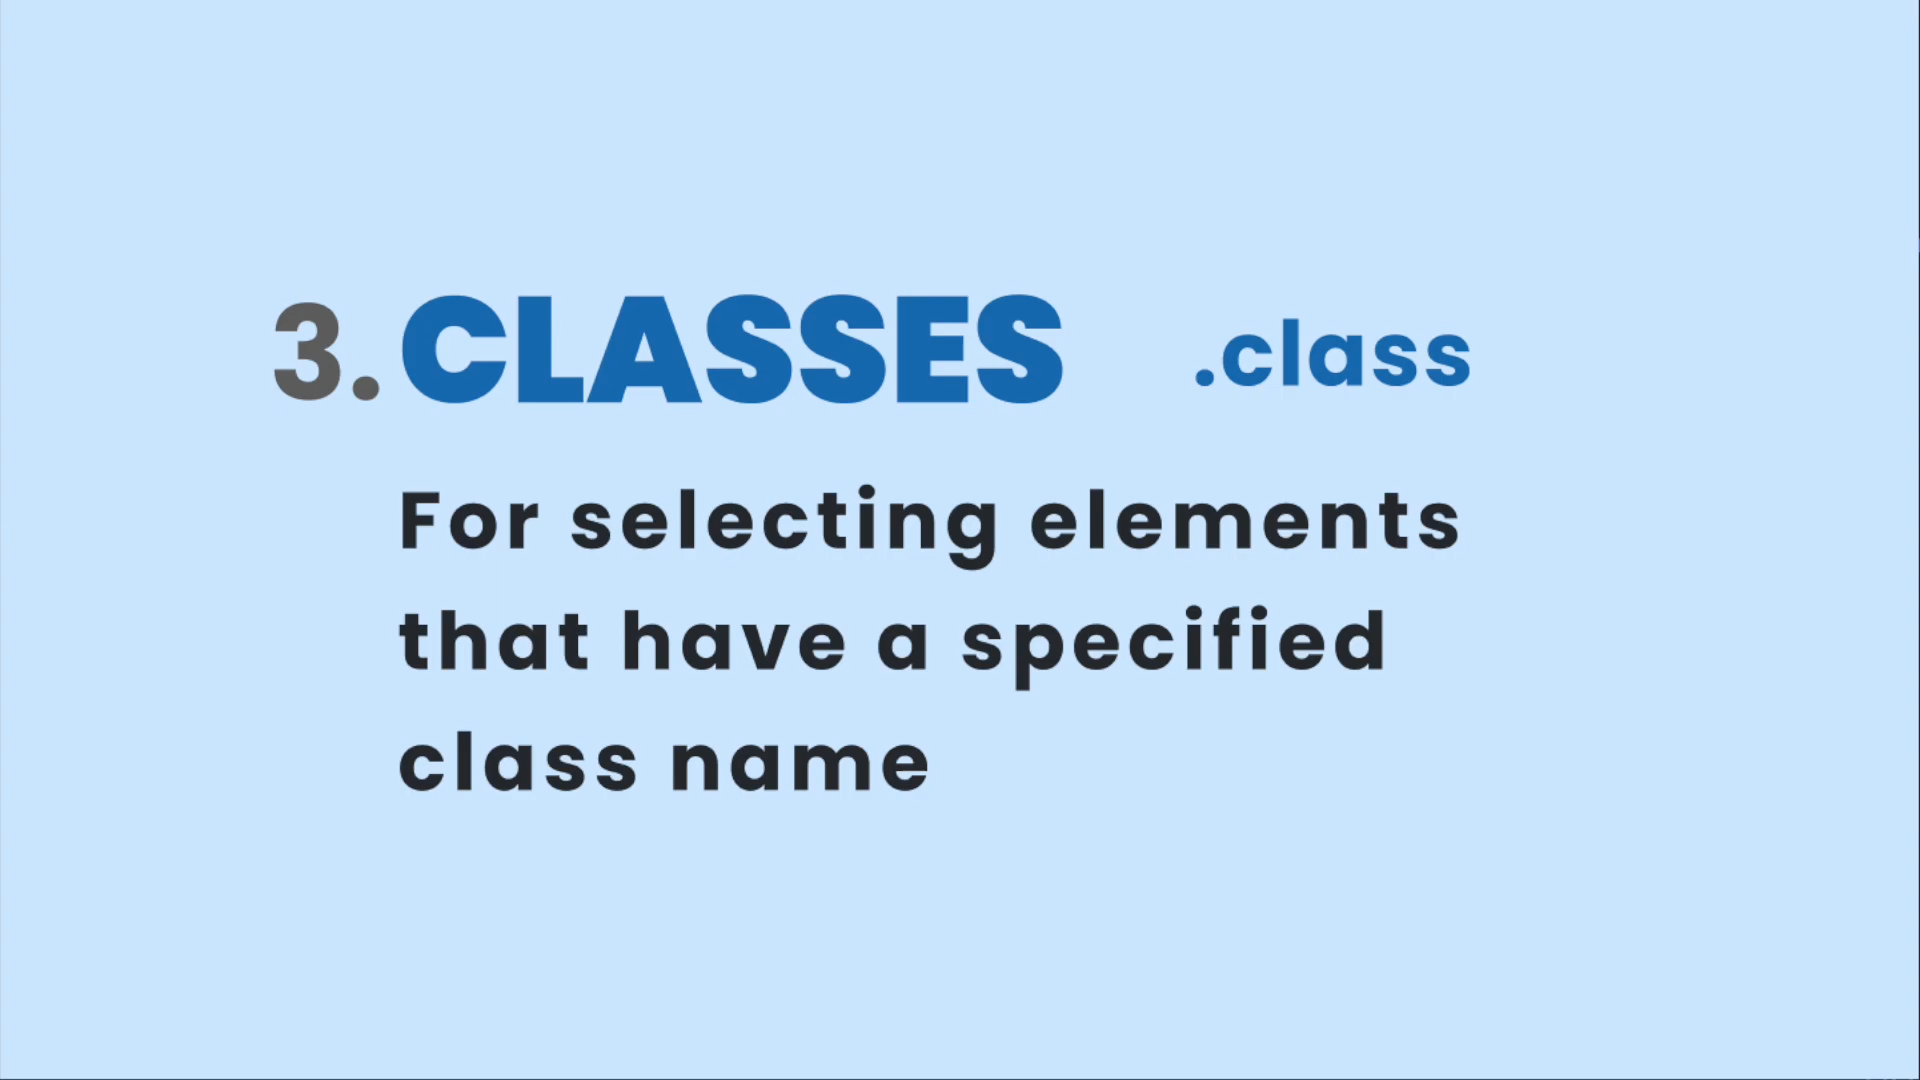 3. CLASSES .class
For selecting elements
that have a specified
class name